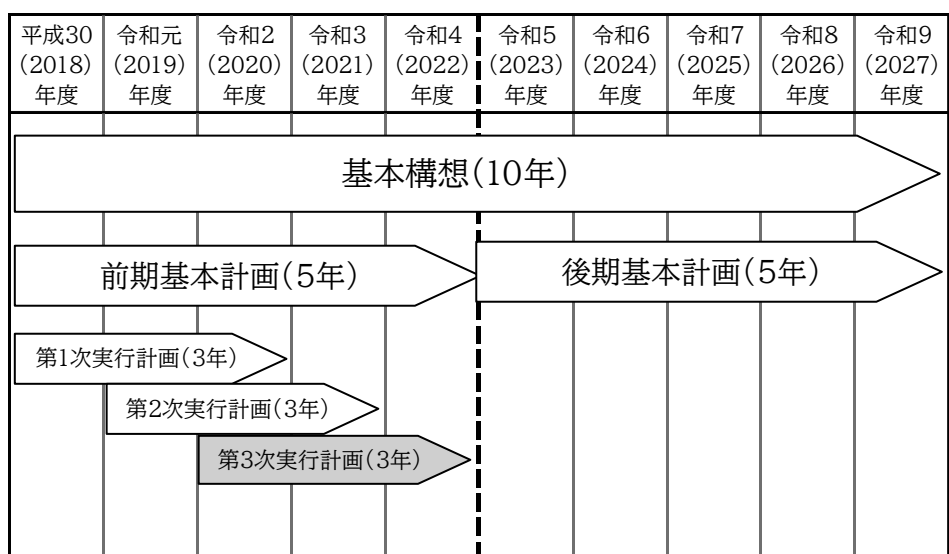 平成30
(2018)
年度
令和元
(2019)
年度
令和2
(2020)
年度
令和3
(2021)
年度
令和4
(2022)
年度
令和5
(2023)
年度
令和6
(2024)
年度
令和7
(2025)
年度
令和8
(2026)
年度
令和9
(2027)
年度
基本構想(10年)
前期基本計画(5年)
後期基本計画(5年)
第1次実行計画(3年)
第2次実行計画(3年)
第3次実行計画(3年)